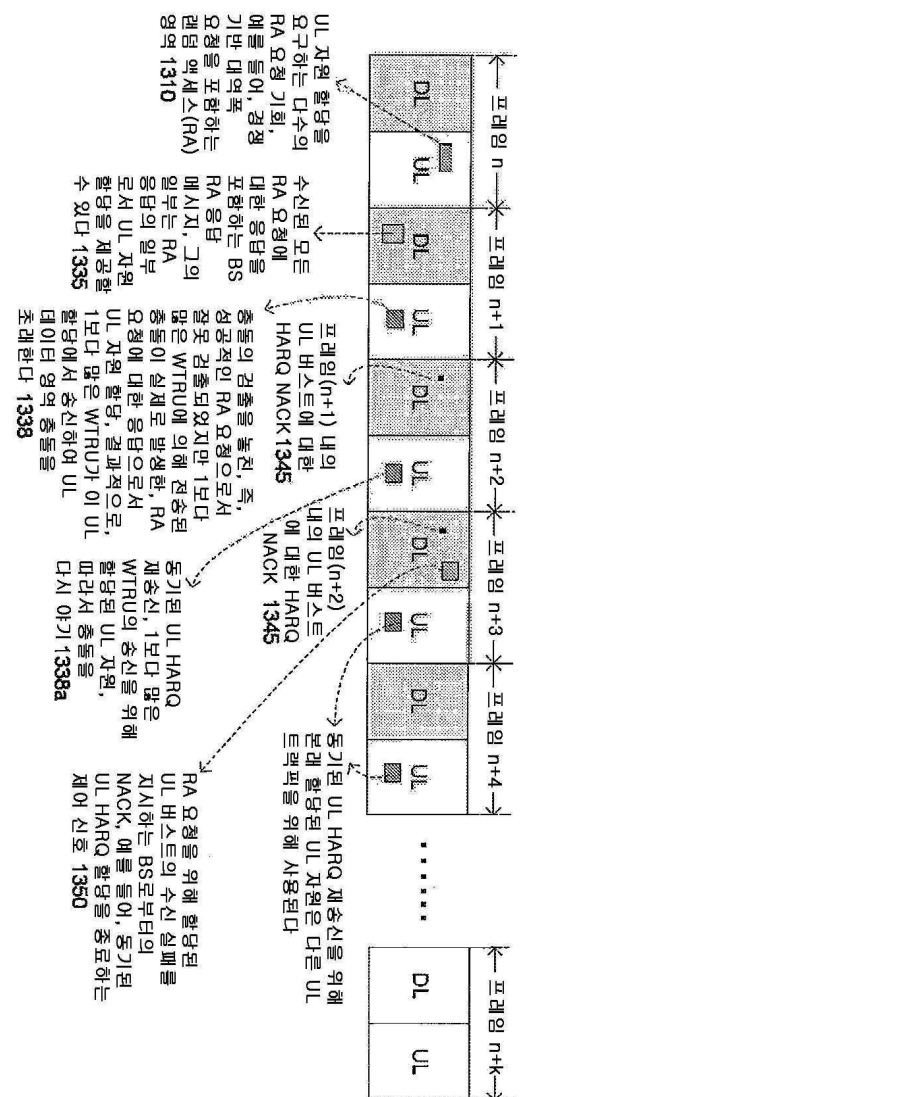 프레임 n
프레임 n+1
프레임 n+2
프레임 n+3
프레임 n+4
프레임 n+k
DL
UL
DL
UL
DL
UL
DL
UL
DL
UL
DL
UL
UL 자원 할당을
요구하는 다수의
RA 요청 기회,
예를 들어, 경쟁
기반 대역폭
요청을 포함하는
랜덤 액세스(RA)
영역 1310
수신된 모든
RA 요청에
대한 응답을
포함하는 BS
RA 응답
메시지, 그의
일부는 RA
응답의 일부
로서 UL 자원
할당을 제공할
수 있다 1335
프레임(n+1) 내의
UL 버스트에 대한
HARQ NACK1345
충돌의 검출을 놓친, 즉,
성공적인 RA 요청으로서
잘못 검출되었지만 1보다
많은 WTRU에 의해 전송된
충돌이 실제로 발생한, RA
요청에 대한 응답으로서
UL 자원 할당, 결과적으로,
1보다 많은 WTRU가 이 UL
할당에서 송신하여 UL
데이터 영역 충돌을
초래한다 1338
프레임(n+2)
내의 UL 버스트
에 대한 HARQ
NACK 1345
동기된 UL HARQ
재송신, 1보다 많은
WTRU의 송신을 위해
할당된 UL 자원,
따라서 충돌을
다시 야기 1338a
동기된 UL HARQ 재송신을 위해
본래 할당된 UL 자원은 다른 UL
트래픽을 위해 사용된다
RA 요청을 위해 할당된
UL 버스트의 수신 실패를
지시하는 BS로부터의
NACK, 예를 들어, 동기된
UL HARQ 할당을 종료하는
제어 신호 1350